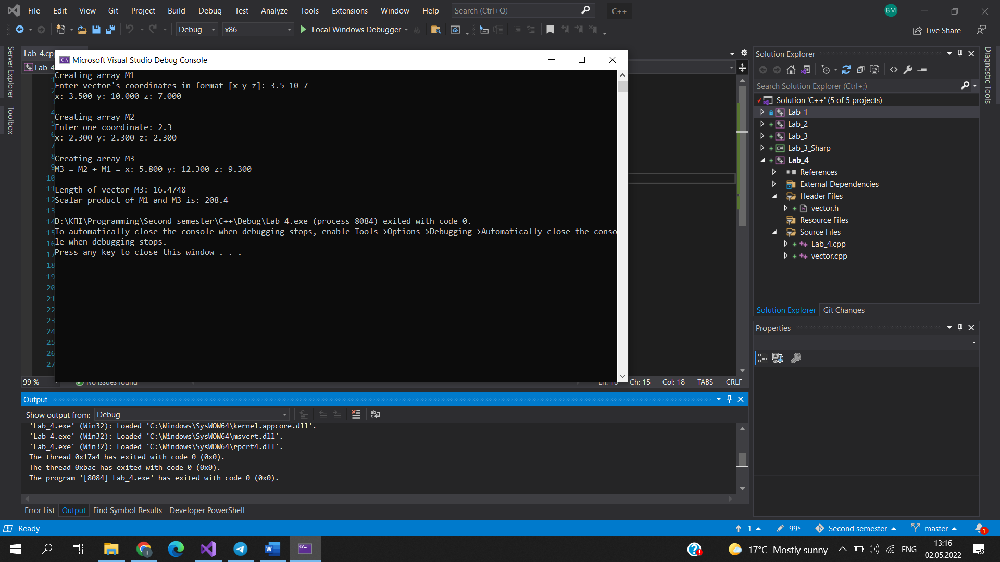 File Edit View Git Project Build Debug Test Analyze Tools Extensions Window Help Search (Ctrl+Q) C++ BM
Debug x86 Local Windows Debugger Live Share
Server Explorer
Toolbox
Lab_4.cp
Lab_4
Microsoft Visual Studio Debug Console
Creating array M1
Enter vector's coordinates in format [x y z]: 3.5 10 7
x: 3.500 y: 10.000 z: 7.000
Creating array M2
Enter one coordinate: 2.3
x: 2.300 y: 2.300 z: 2.300
Creating array M3
M3 = M2 + M1 = x: 5.800 y: 12.300 z: 9.300
Length of vector M3: 16.4748
Scalar product of M1 and M3 is: 208.4
D:\КПІ\Programming\Second semester\C++\Debug\Lab_4.exe (process 8084) exited with code 0.
To automatically close the console when debugging stops, enable Tools->Options->Debugging->Automatically close the conso
le when debugging stops.
Press any key to close this window . . .
1
2
3
4
5
6
7
8
9
10
11
12
13
14
15
16
17
18
19
20
21
22
23
24
25
26
27
99 % No issues found Ch: 15 Col: 18 TABS CRLF
Output
Show output from: Debug
'Lab_4.exe' (Win32): Loaded 'C:\Windows\SysWOW64\kernel.appcore.dll'.
'Lab_4.exe' (Win32): Loaded 'C:\Windows\SysWOW64\msvcrt.dll'.
'Lab_4.exe' (Win32): Loaded 'C:\Windows\SysWOW64\rpcrt4.dll'.
The thread 0x17a4 has exited with code 0 (0x0).
The thread 0xbac has exited with code 0 (0x0).
The program '[8084] Lab_4.exe' has exited with code 0 (0x0).
Error List Output Find Symbol Results Developer PowerShell
Solution Explorer
Search Solution Explorer (Ctrl+;)
Solution 'C++' (5 of 5 projects)
Lab_1
Lab_2
Lab_3
C# Lab_3_Sharp
Lab_4
References
External Dependencies
Header Files
vector.h
Resource Files
Source Files
Lab_4.cpp
vector.cpp
Solution Explorer Git Changes
Properties
Diagnostic Tools
Ready 1 99* Second semester master 1
17°C Mostly sunny ENG 13:16
02.05.2022